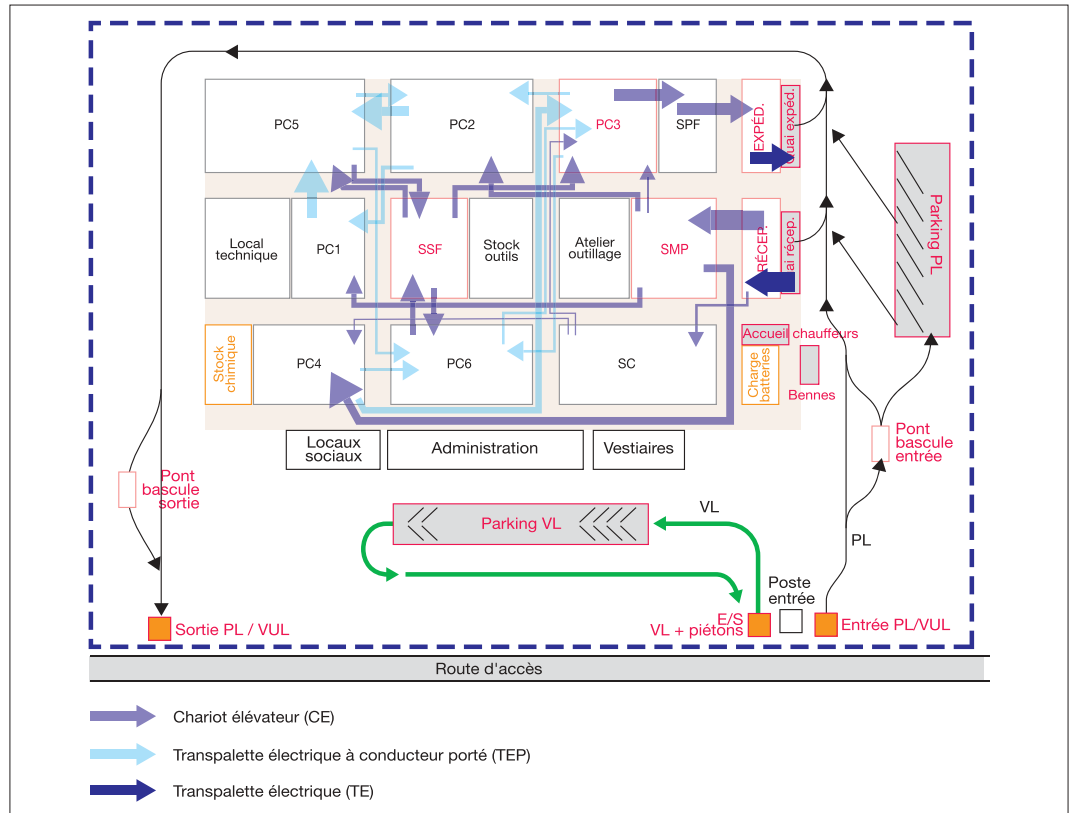 PC5
PC2
PC3
SPF
EXPÉD.
Quai expéd.
Local
technique
PC1
SSF
Stock
outils
Atelier
outillage
SMP
RÉCEP.
récep.
Parking PL
Stock
chimique
PC4
PC6
SC
Accueil chauffeurs
Charge
batteries
Bennes
Locaux
sociaux
Administration
Vestiaires
Pont
bascule
entrée
Pont
bascule
sortie
Parking VL
VL
PL
Poste
entrée
Sortie PL / VUL
E/S
VL + piétons
Entrée PL/VUL
Route d'accès
Chariot élévateur (CE)
Transpalette électrique à conducteur porté (TEP)
Transpalette électrique (TE)